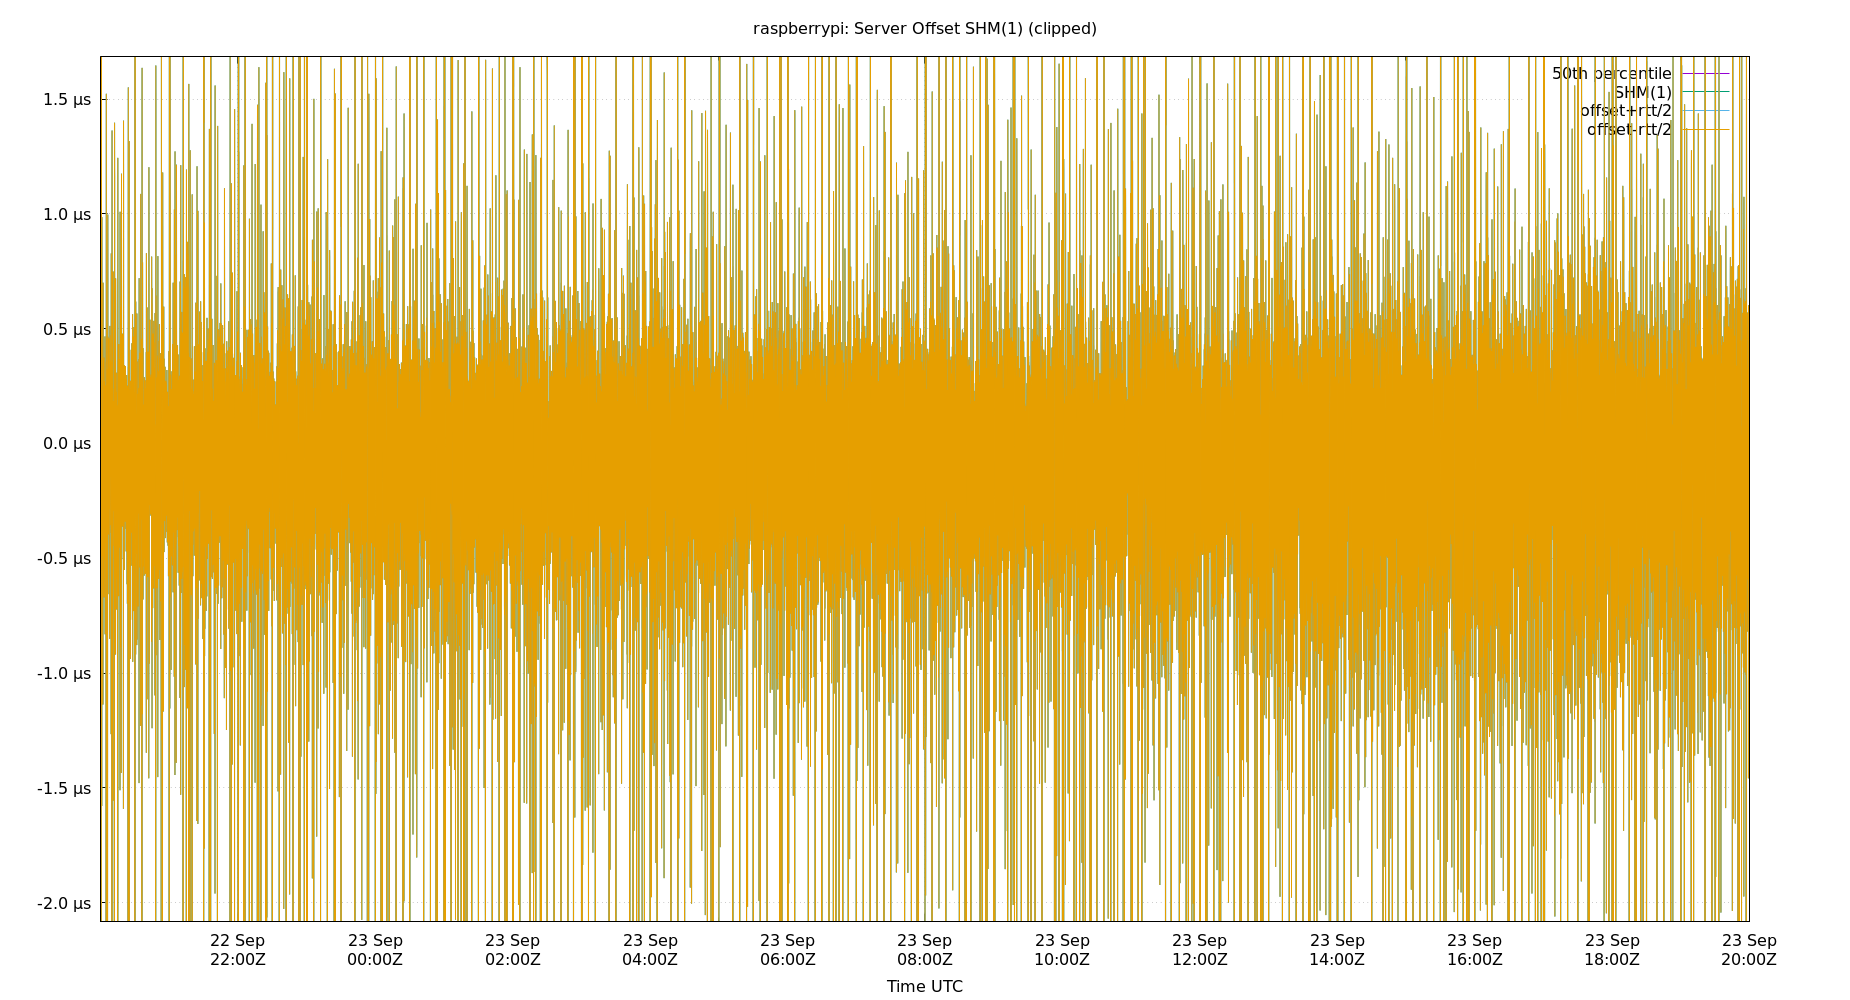 raspberrypi: Server Offset SHM(1) (clipped)
50th percentile
SHM(1)
offset+rtt/2
offset-rtt/2
1.5 µs
1.0 µs
0.5 µs
0.0 µs
-0.5 µs
-1.0 µs
-1.5 µs
-2.0 µs
22 Sep 23 Sep 23 Sep 23 Sep 23 Sep 23 Sep 23 Sep 23 Sep 23 Sep 23 Sep 23 Sep 23 Sep
22:00Z 00:00Z 02:00Z 04:00Z 06:00Z 08:00Z 10:00Z 12:00Z 14:00Z 16:00Z 18:00Z 20:00Z
Time UTC